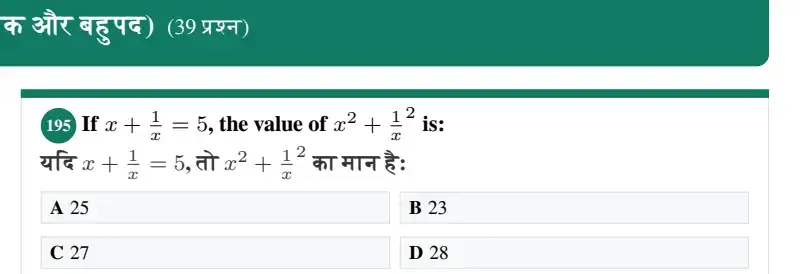 क और बहुपद) (39 प्रश्न)
195 If x + 1/x = 5, the value of x² + 1/x² is:
यदि x + 1/x = 5, तो x² + 1/x² का मान है:
A 25
B 23
C 27
D 28